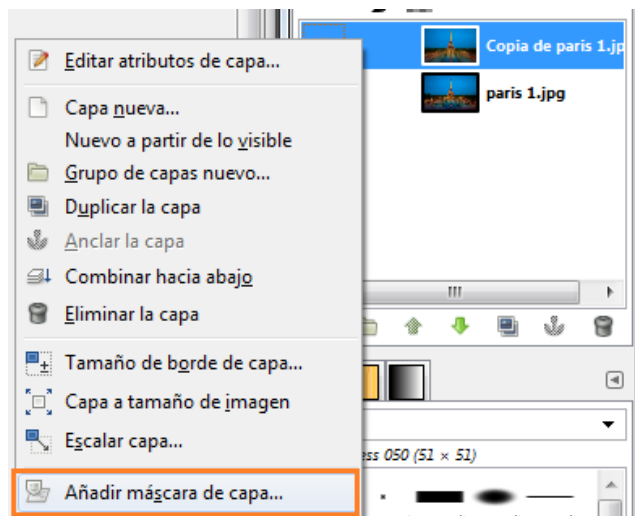 Editar atributos de capa...
Capa nueva...
Nuevo a partir de lo visible
Grupo de capas nuevo...
Duplicar la capa
Anclar la capa
Combinar hacia abajo
Eliminar la capa
Tamaño de borde de capa...
Capa a tamaño de imagen
Escalar capa...
Añadir máscara de capa...
Copia de paris 1.jp
paris 1.jpg
050 (51 × 51)